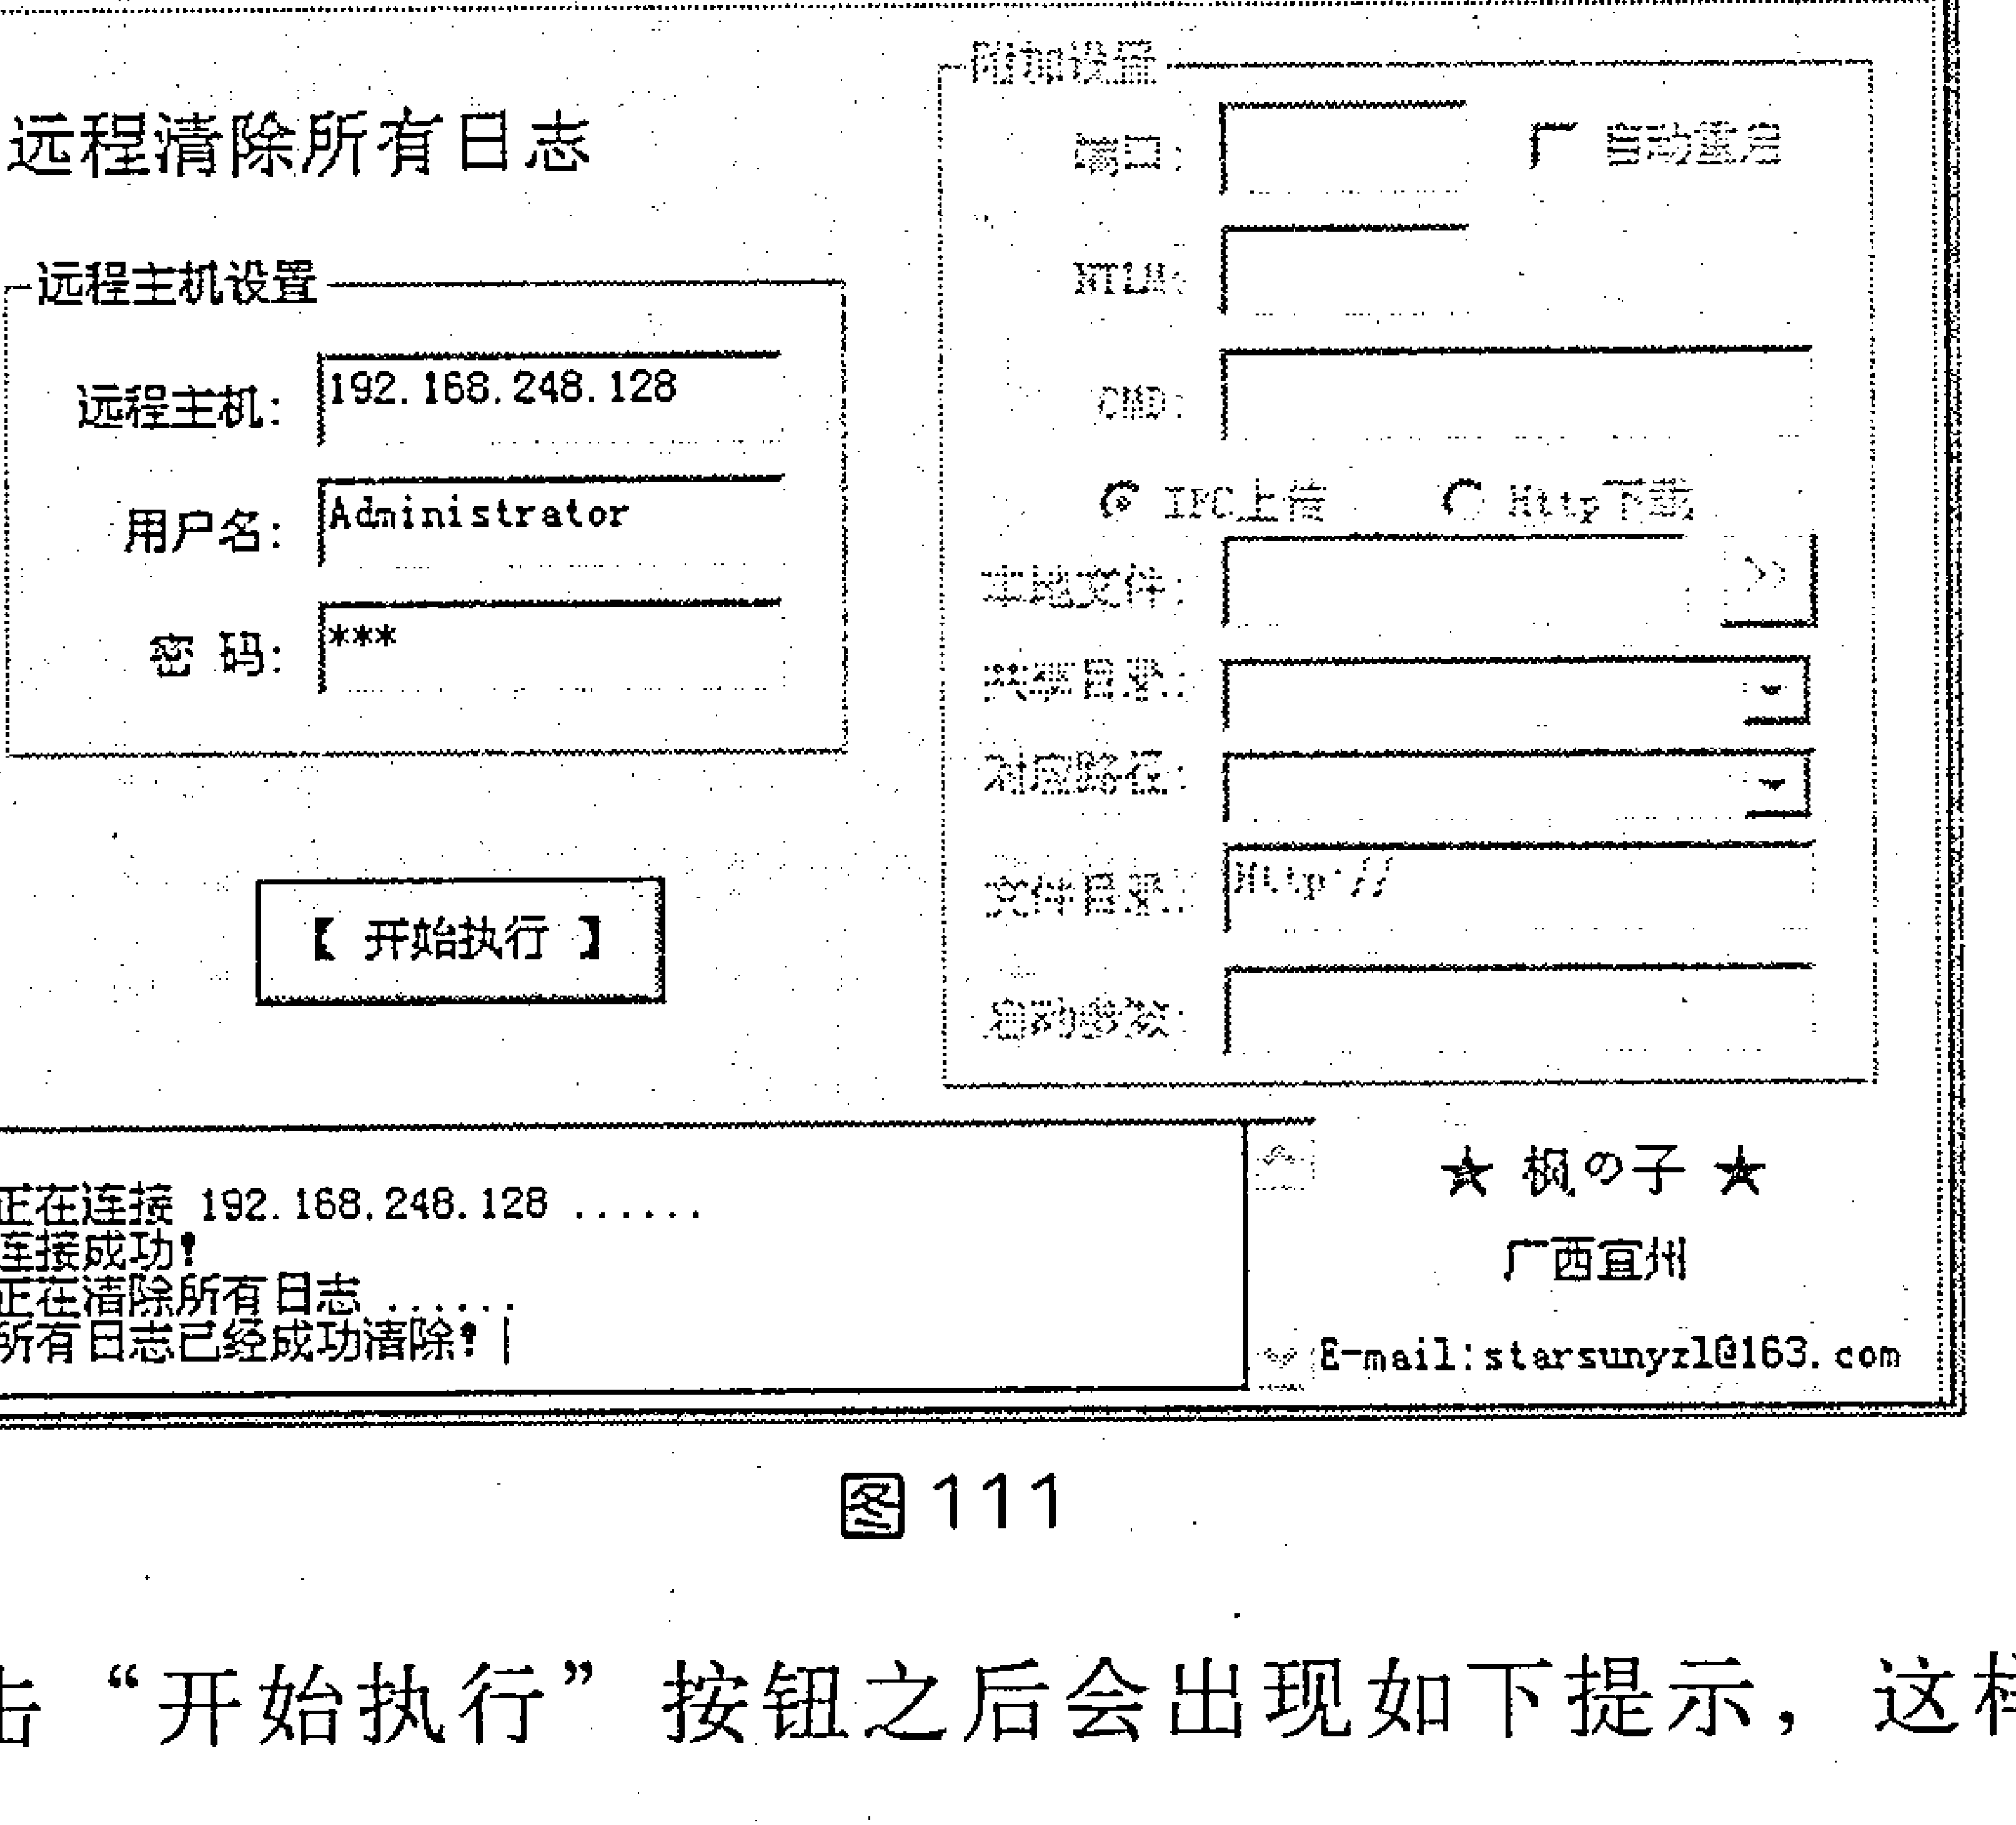 远程清除所有日志
远程主机设置
远程主机: 192.168.248.128
用户名: Administrator
密 码: ***
【 开始执行 】
附加设置
端口:
自动重启
NTLM:
CMD:
IPC上传
Http下载
本地文件:
>>
共享目录:
对应路径:
文件目录: Http://
启动参数:
正在连接 192.168.248.128 ......
连接成功!
正在清除所有日志 ......
所有日志已经成功清除!
★ 枫の子 ★
广西宜州
E-mail:starsunyzl@163.com
图 111
击“开始执行”按钮之后会出现如下提示，这样